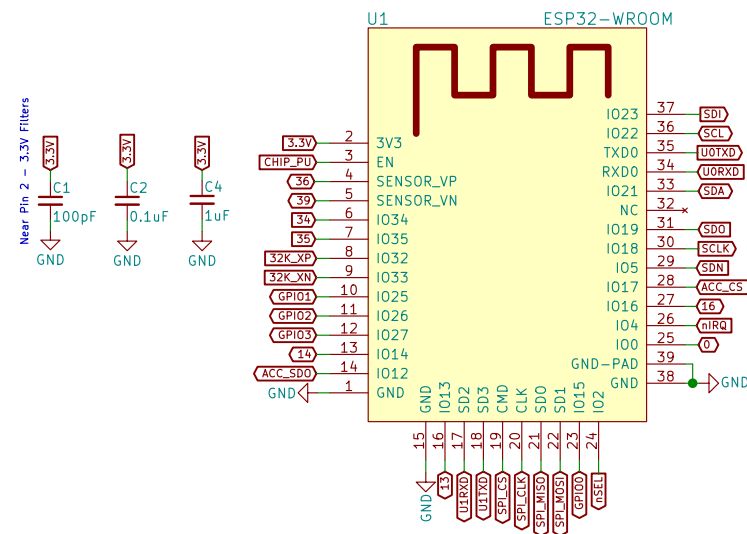 U1
ESP32-WROOM
Near Pin 2 - 3.3V Filters
3.3V
C1
100pF
GND
3.3V
C2
0.1uF
GND
3.3V
C4
1uF
GND
3.3V 2 3V3
CHIP_PU 3 EN
36 4 SENSOR_VP
39 5 SENSOR_VN
34 6 IO34
35 7 IO35
32K_XP 8 IO32
32K_XN 9 IO33
GPIO1 10 IO25
GPIO2 11 IO26
GPIO3 12 IO27
14 13 IO14
ACC_SDO 14 IO12
GND 1 GND
IO23 37 SDI
IO22 36 SCL
TXD0 35 U0TXD
RXD0 34 U0RXD
IO21 33 SDA
NC 32
IO19 31 SDO
IO18 30 SCLK
IO5 29 SDN
IO17 28 ACC_CS
IO16 27 16
IO4 26 nIRQ
IO0 25 0
GND-PAD 39
GND 38 GND
GND 15 GND
IO13 16 13
SD2 17 U1RXD
SD3 18 U1TXD
CMD 19 SPI_CS
CLK 20 SPI_CLK
SD0 21 SPI_MISO
SD1 22 SPI_MOSI
IO15 23 GPIO0
IO2 24 nSEL